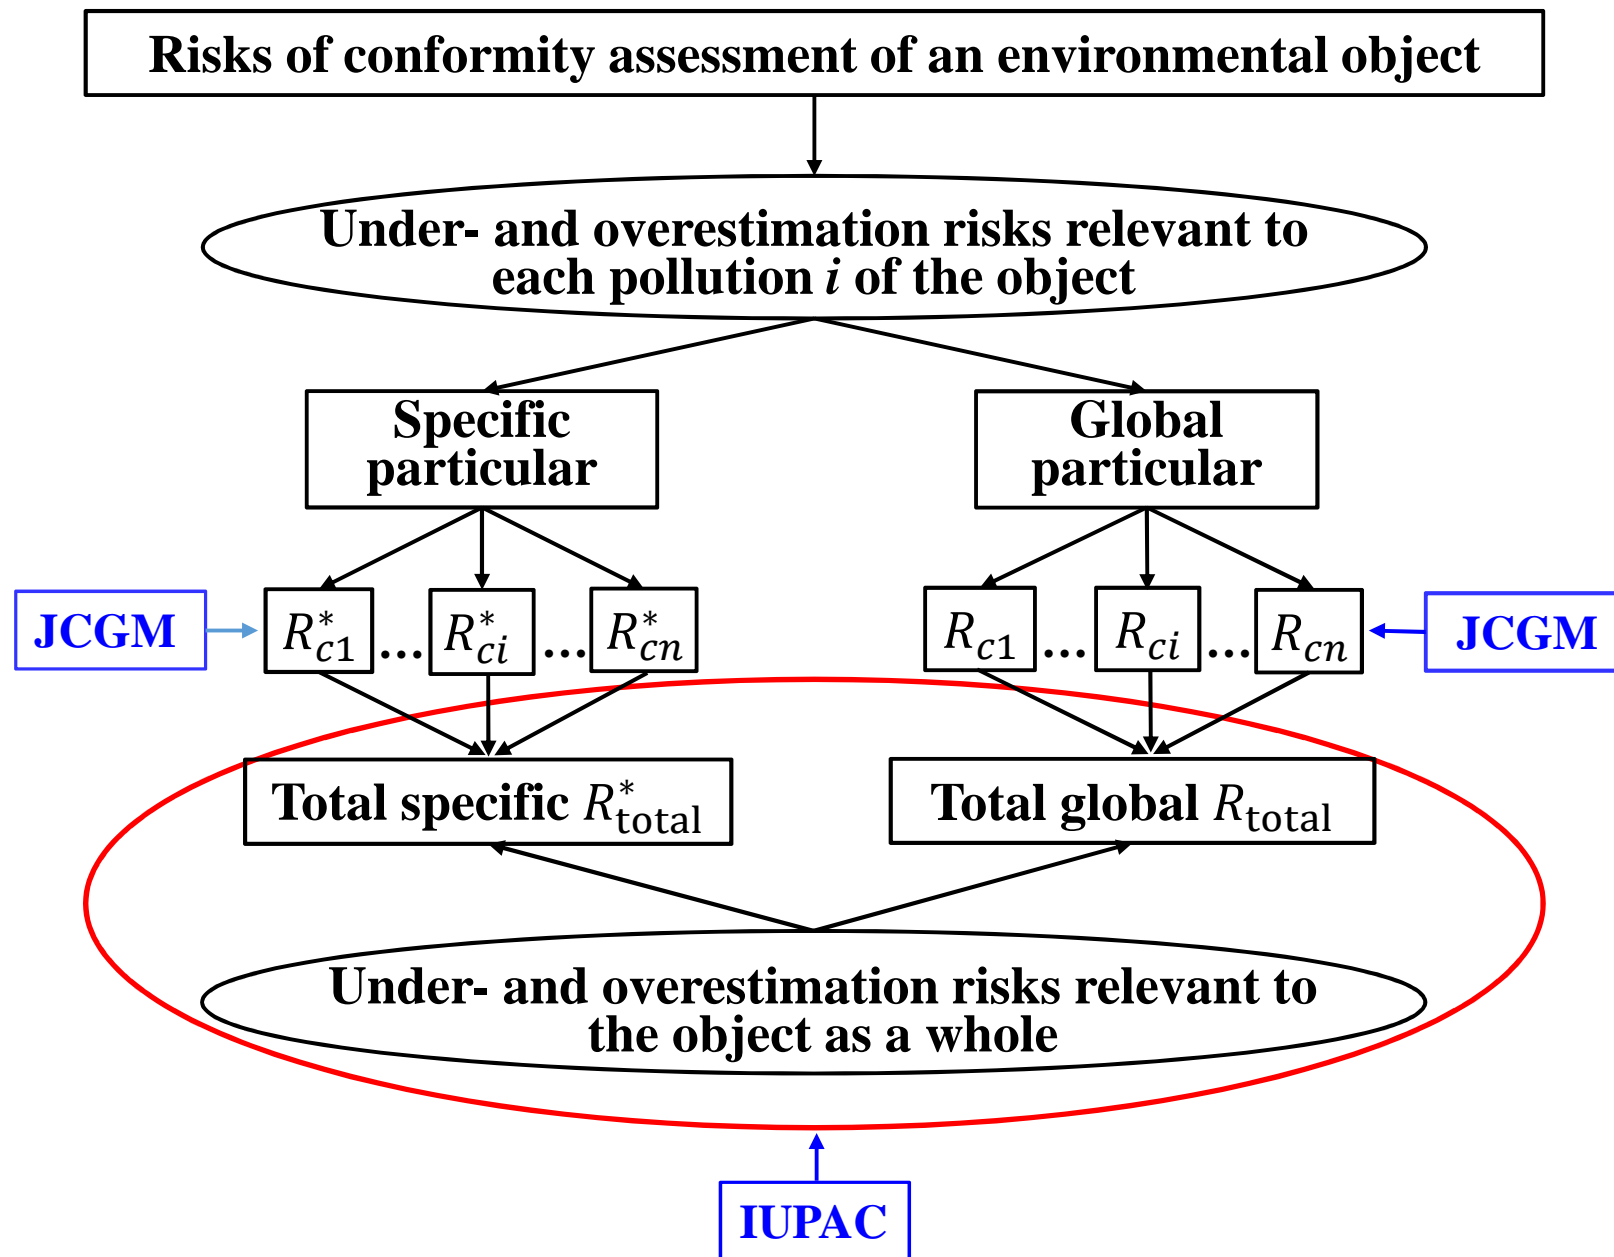 Risks of conformity assessment of an environmental object
Under- and overestimation risks relevant to
each pollution i of the object
Specific
particular
Global
particular
JCGM
R*c1 ... R*ci ... R*cn
Rc1 ... Rci ... Rcn
JCGM
Total specific R*total
Total global Rtotal
Under- and overestimation risks relevant to
the object as a whole
IUPAC